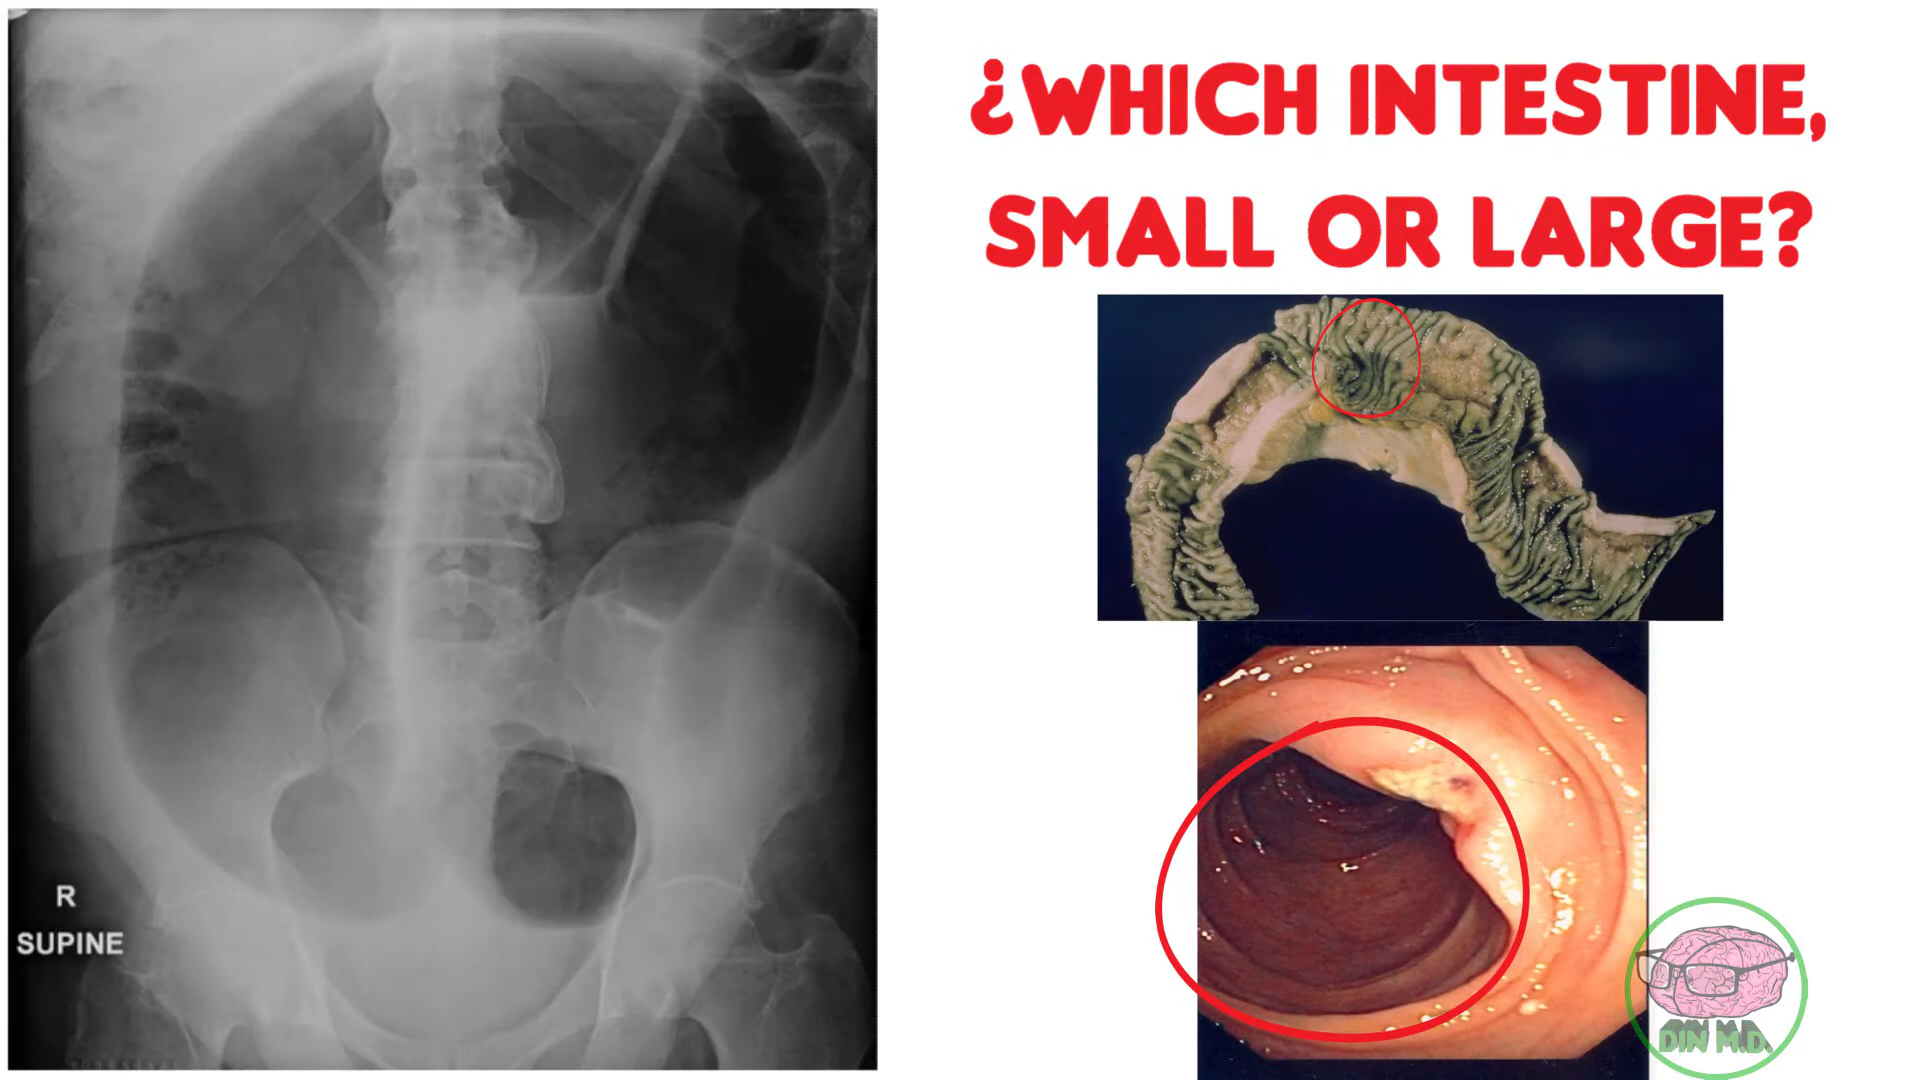 ¿WHICH INTESTINE,
SMALL OR LARGE?
R
SUPINE
DIN M.D.